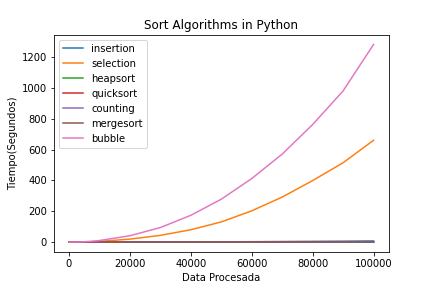 Sort Algorithms in Python
insertion
selection
heapsort
quicksort
counting
mergesort
bubble
Tiempo(Segundos)
1200
1000
800
600
400
200
0
0 20000 40000 60000 80000 100000
Data Procesada